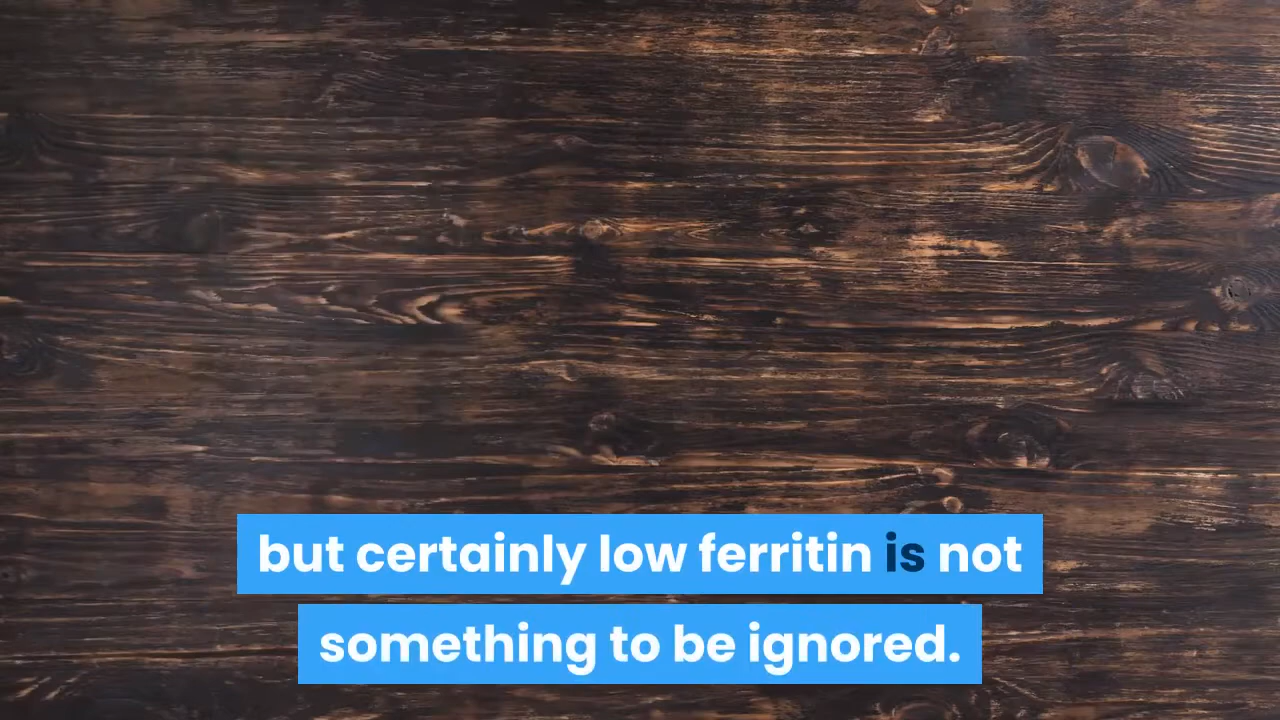 but certainly low ferritin is not
something to be ignored.